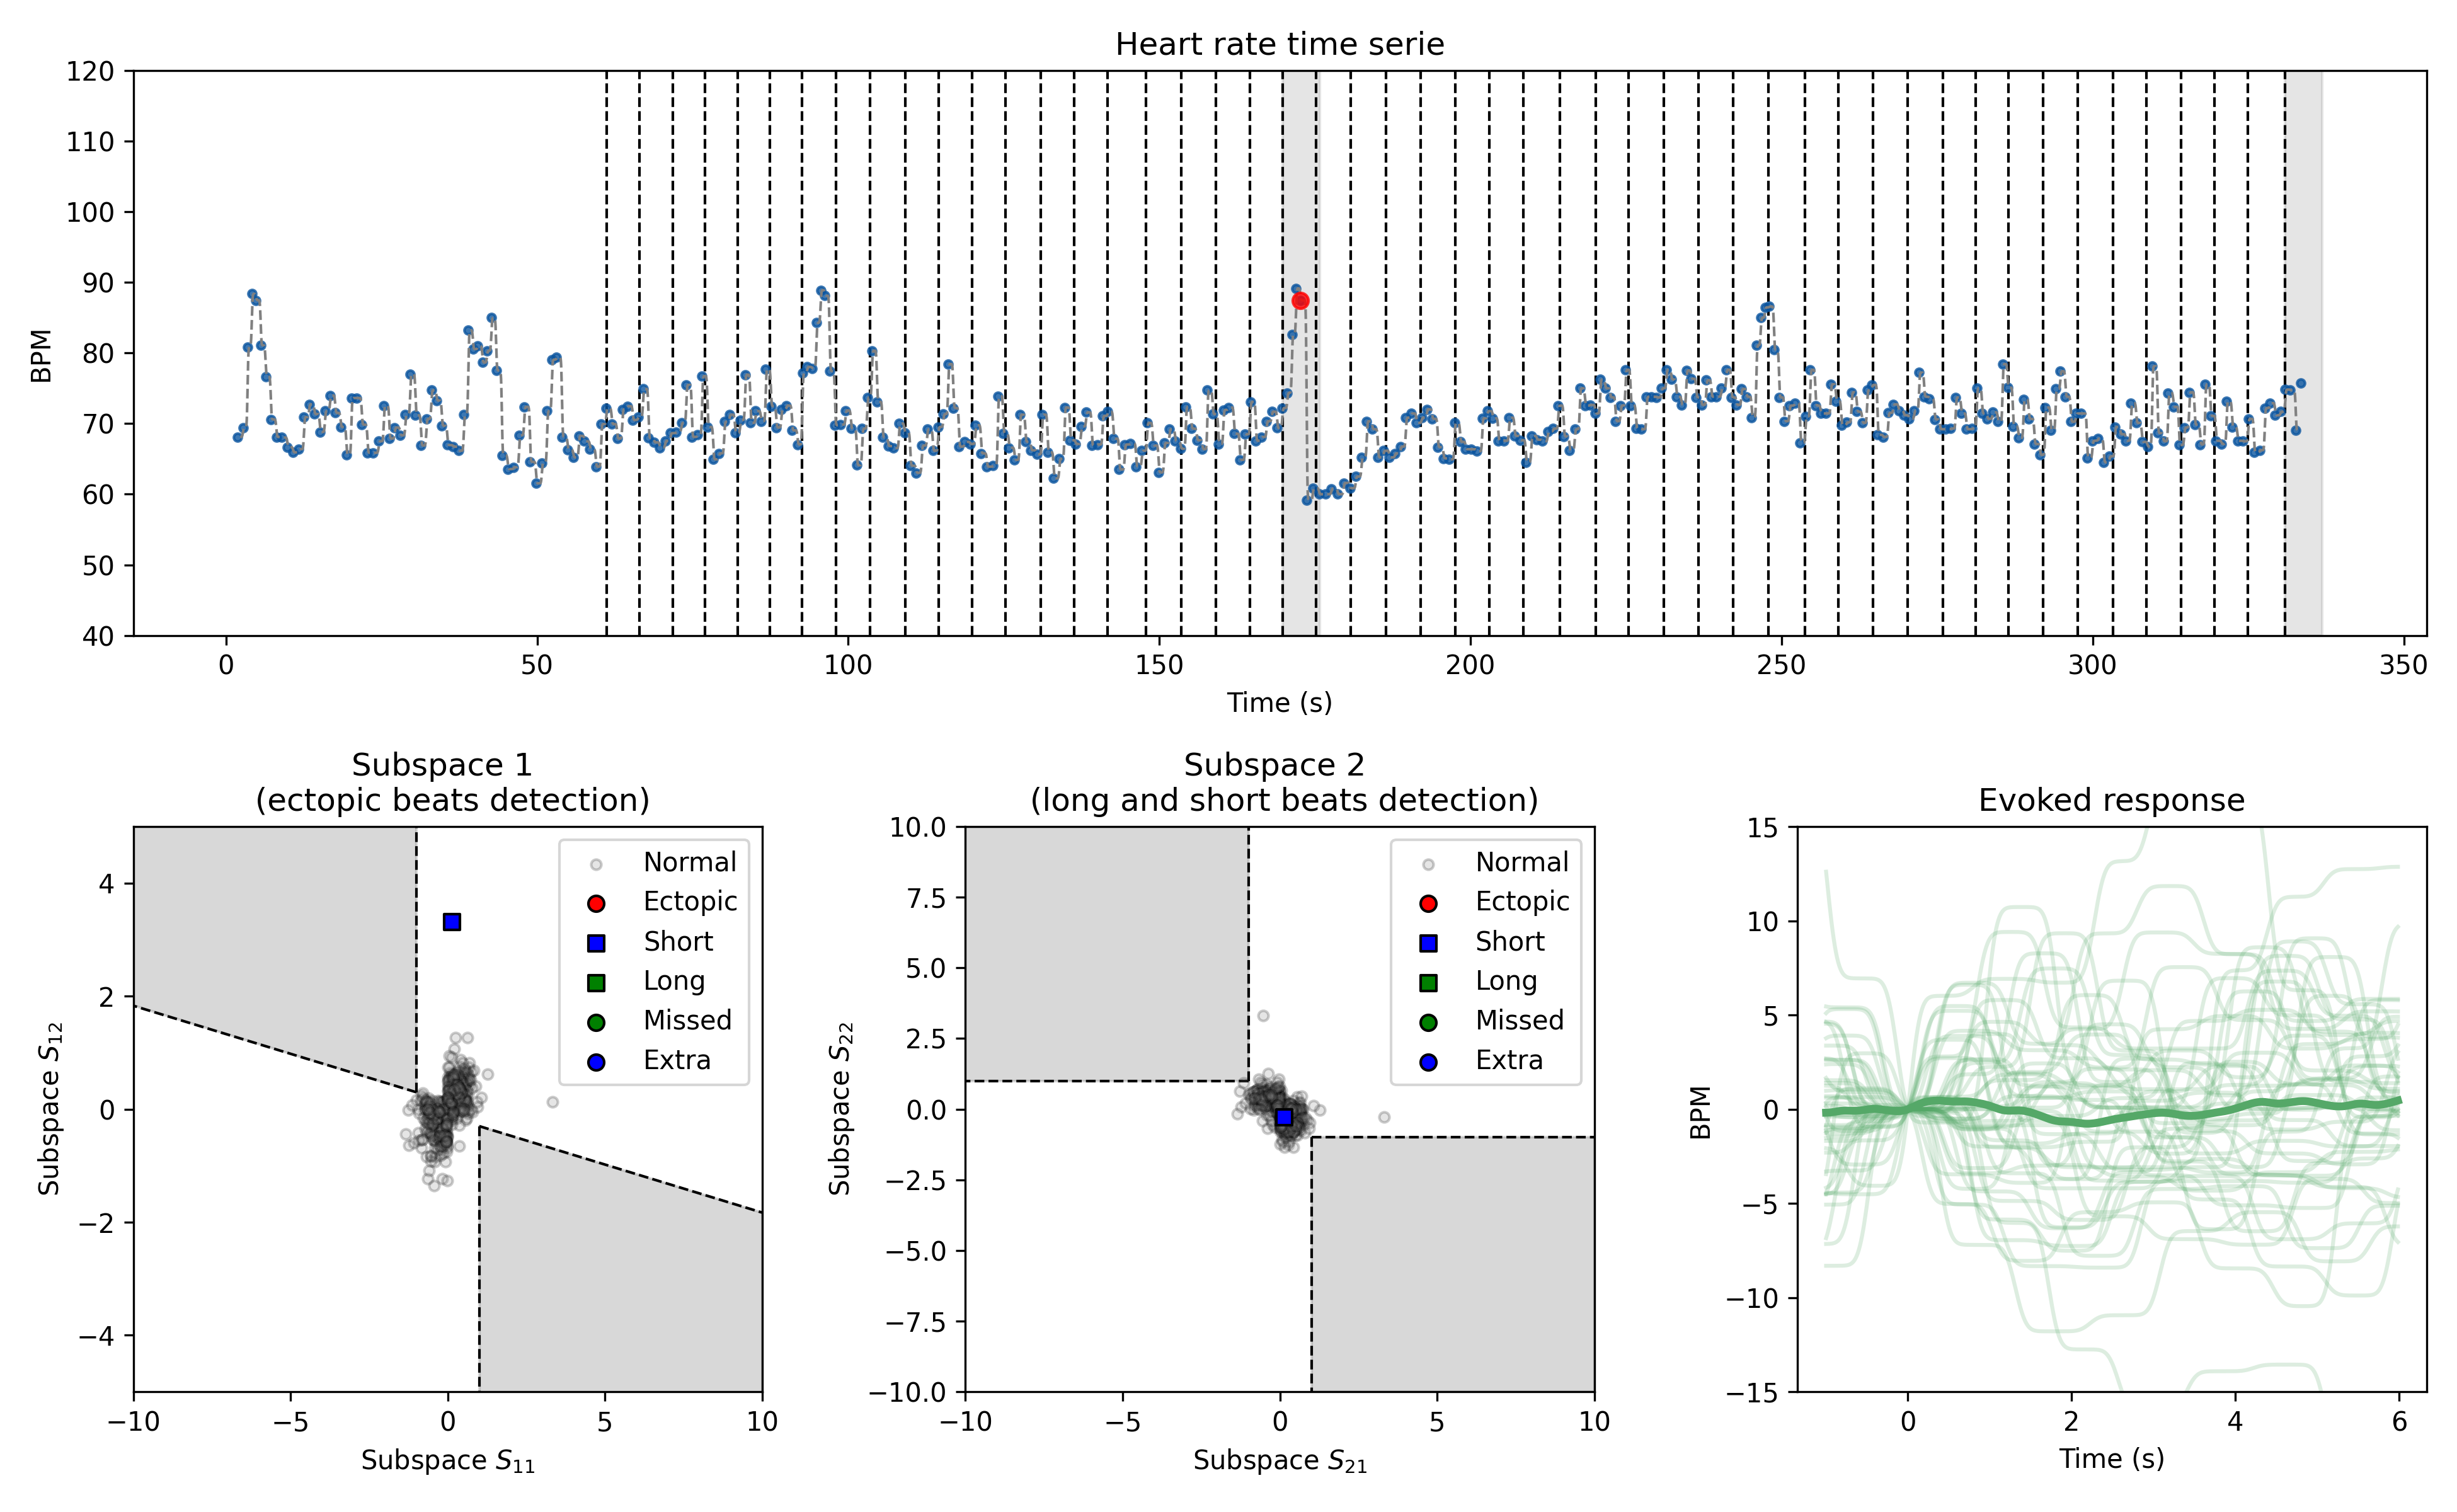 Heart rate time serie
120
110
100
90
80
70
60
50
40
BPM
0 50 100 150 200 250 300 350
Time (s)
Subspace 1
(ectopic beats detection)
4
2
0
−2
−4
Subspace S12
Normal
Ectopic
Short
Long
Missed
Extra
−10 −5 0 5 10
Subspace S11
Subspace 2
(long and short beats detection)
10.0
7.5
5.0
2.5
0.0
−2.5
−5.0
−7.5
−10.0
Subspace S22
Normal
Ectopic
Short
Long
Missed
Extra
−10 −5 0 5 10
Subspace S21
Evoked response
15
10
5
0
−5
−10
−15
BPM
0 2 4 6
Time (s)